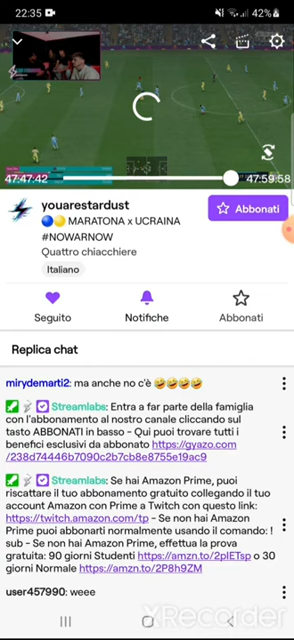 22:35
42%
47:47:42
47:59:58
youarestardust
🔵🟡 MARATONA x UCRAINA
#NOWARNOW
Quattro chiacchiere
Italiano
Abbonati
Seguito
Notifiche
Abbonati
Replica chat
mirydemarti2: ma anche no c'è 🤣🤣🤣🤣
Streamlabs: Entra a far parte della famiglia
con l'abbonamento al nostro canale cliccando sul
tasto ABBONATI in basso - Qui puoi trovare tutti i
benefici esclusivi da abbonato https://gyazo.com
/238d74446b7090c2b7cb8e8755e19ac9
Streamlabs: Se hai Amazon Prime, puoi
riscattare il tuo abbonamento gratuito collegando il tuo
account Amazon con Prime a Twitch con questo link:
https://twitch.amazon.com/tp - Se non hai Amazon
Prime puoi abbonarti normalmente usando il comando: !
sub - Se non hai Amazon Prime, effettua la prova
gratuita: 90 giorni Studenti https://amzn.to/2pIETsp o 30
giorni Normale https://amzn.to/2P8h9ZM
user457990: weee
XRecorder